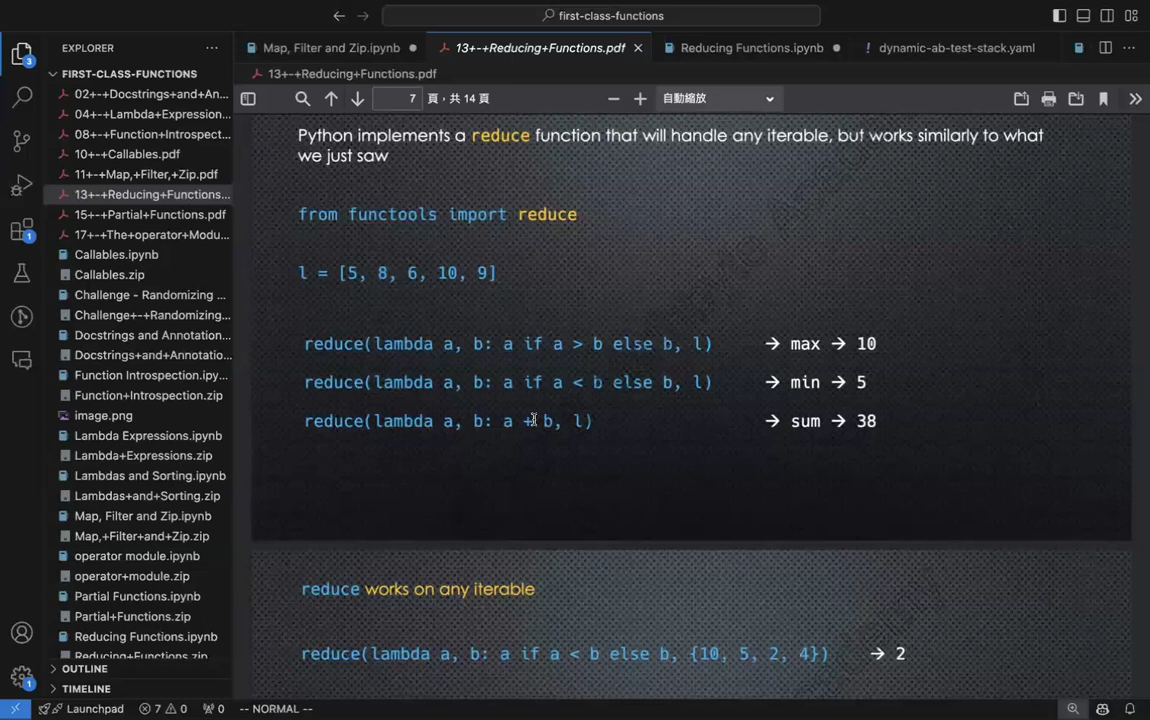 first-class-functions
EXPLORER
Map, Filter and Zip.ipynb
13+-+Reducing+Functions.pdf
Reducing Functions.ipynb
dynamic-ab-test-stack.yaml
13+-+Reducing+Functions.pdf
7 頁，共 14 頁
自動縮放
FIRST-CLASS-FUNCTIONS
02+-+Docstrings+and+An...
04+-+Lambda+Expression...
08+-+Function+Introspect...
10+-+Callables.pdf
11+-+Map,+Filter,+Zip.pdf
13+-+Reducing+Functions...
15+-+Partial+Functions.pdf
17+-+The+operator+Modu...
Callables.ipynb
Callables.zip
Challenge - Randomizing ...
Challenge+-+Randomizing...
Docstrings and Annotation...
Docstrings+and+Annotatio...
Function Introspection.ipy...
Function+Introspection.zip
image.png
Lambda Expressions.ipynb
Lambda+Expressions.zip
Lambdas and Sorting.ipynb
Lambdas+and+Sorting.zip
Map, Filter and Zip.ipynb
Map,+Filter+and+Zip.zip
operator module.ipynb
operator+module.zip
Partial Functions.ipynb
Partial+Functions.zip
Reducing Functions.ipynb
Reducing+Functions.zip
OUTLINE
TIMELINE
Python implements a reduce function that will handle any iterable, but works similarly to what
we just saw
from functools import reduce
l = [5, 8, 6, 10, 9]
reduce(lambda a, b: a if a > b else b, l) → max → 10
reduce(lambda a, b: a if a < b else b, l) → min → 5
reduce(lambda a, b: a + b, l) → sum → 38
reduce works on any iterable
reduce(lambda a, b: a if a < b else b, {10, 5, 2, 4}) → 2
3
1
1
Launchpad
7
0
0
-- NORMAL --